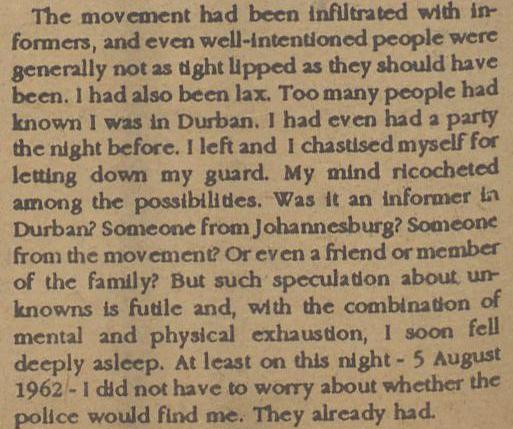 The movement had been infiltrated with in-
formers, and even well-intentioned people were
generally not as tight lipped as they should have
been. I had also been lax. Too many people had
known I was in Durban. I had even had a party
the night before. I left and I chastised myself for
letting down my guard. My mind ricocheted
among the possibilities. Was it an informer in
Durban? Someone from Johannesburg? Someone
from the movement? Or even a friend or member
of the family? But such speculation about un-
knowns is futile and, with the combination of
mental and physical exhaustion, I soon fell
deeply asleep. At least on this night - 5 August
1962 - I did not have to worry about whether the
police would find me. They already had.